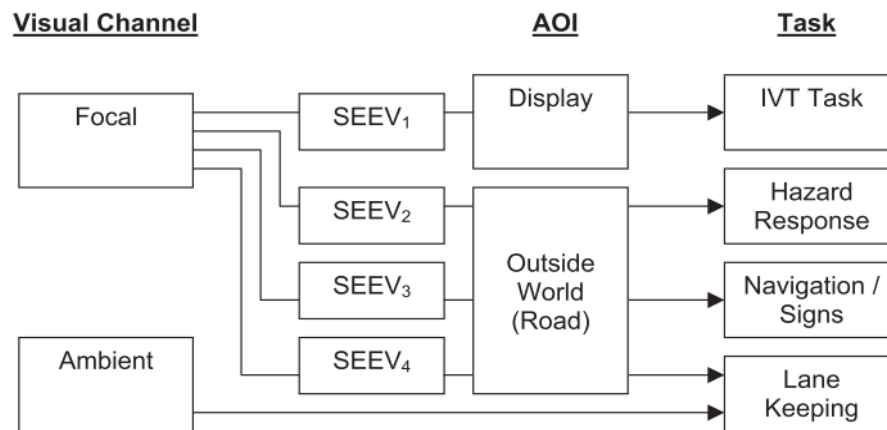 Visual Channel
AOI
Task
Focal
SEEV₁
Display
IVT Task
SEEV₂
Hazard
Response
SEEV₃
Outside
World
(Road)
Navigation /
Signs
Ambient
SEEV₄
Lane
Keeping